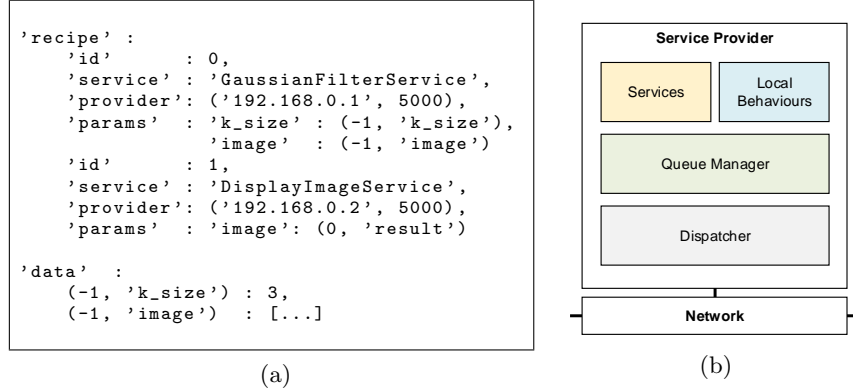 ’recipe’ :
’id’ : 0,
’service’ : ’GaussianFilterService’,
’provider’: (’192.168.0.1’, 5000),
’params’ : ’k_size’ : (-1, ’k_size’),
’image’ : (-1, ’image’)
’id’ : 1,
’service’ : ’DisplayImageService’,
’provider’: (’192.168.0.2’, 5000),
’params’ : ’image’: (0, ’result’)
’data’ :
(-1, ’k_size’) : 3,
(-1, ’image’) : [...]
(a)
Service Provider
Services
Local
Behaviours
Queue Manager
Dispatcher
Network
(b)